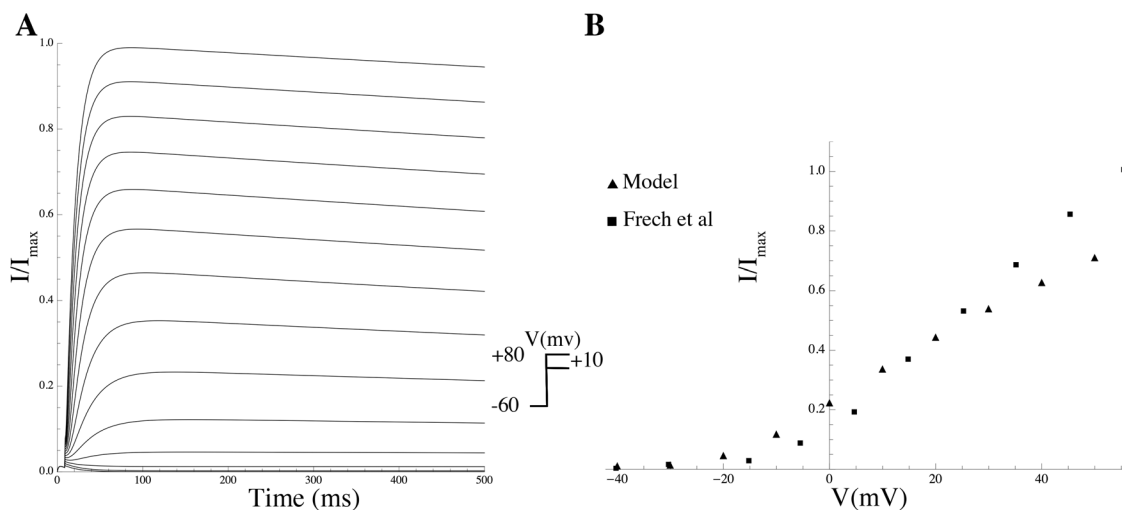 A
I/Imax
1.0
0.8
0.6
0.4
0.2
0.0
0 100 200 300 400 500
Time (ms)
V(mv)
+80 +10
-60
B
▲ Model
■ Frech et al
I/Imax
1.0
0.8
0.6
0.4
0.2
−40 −20 0 20 40
V(mV)